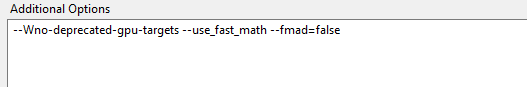 Additional Options
--Wno-deprecated-gpu-targets --use_fast_math --fmad=false